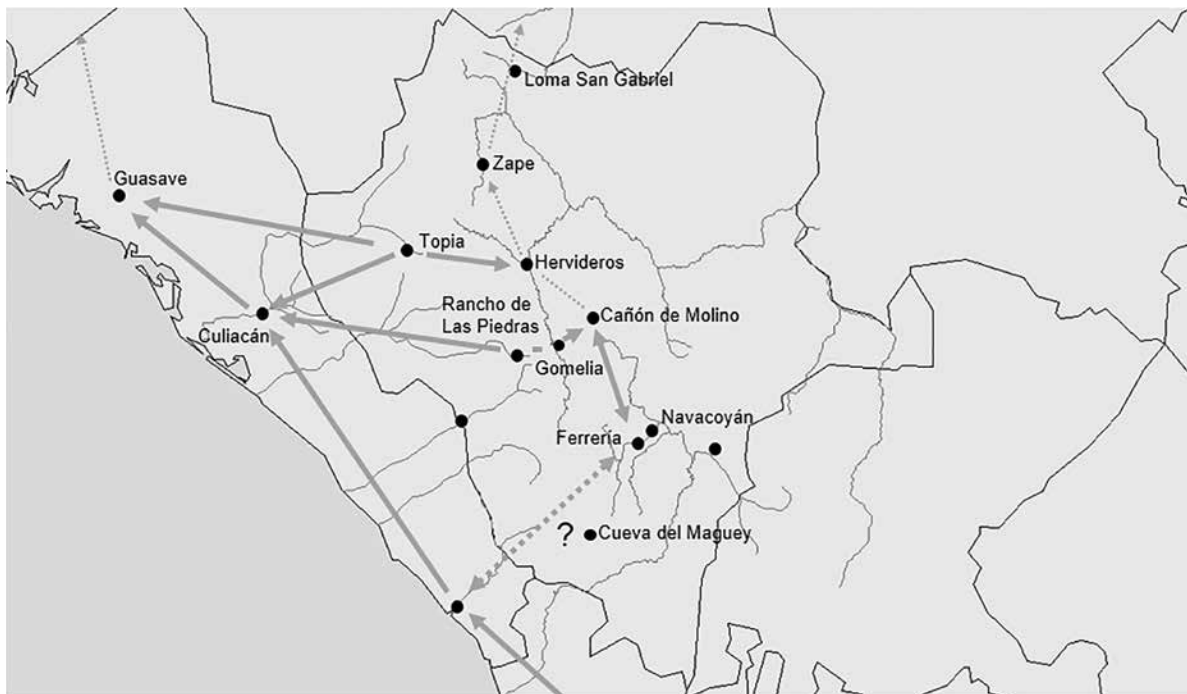 Loma San Gabriel
Zape
Guasave
Topia
Hervideros
Rancho de
Las Piedras
Cañón de Molino
Culiacán
Gomelia
Navacoyán
Ferrería
?
Cueva del Maguey